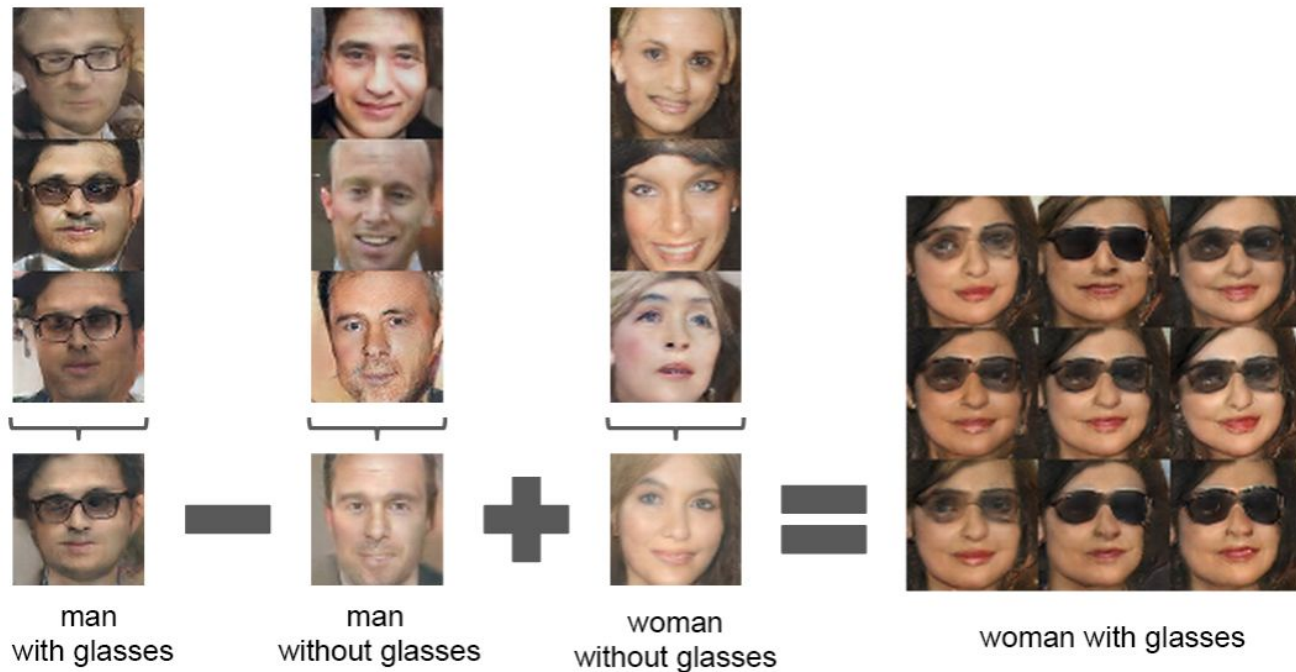 man
with glasses
man
without glasses
woman
without glasses
woman with glasses